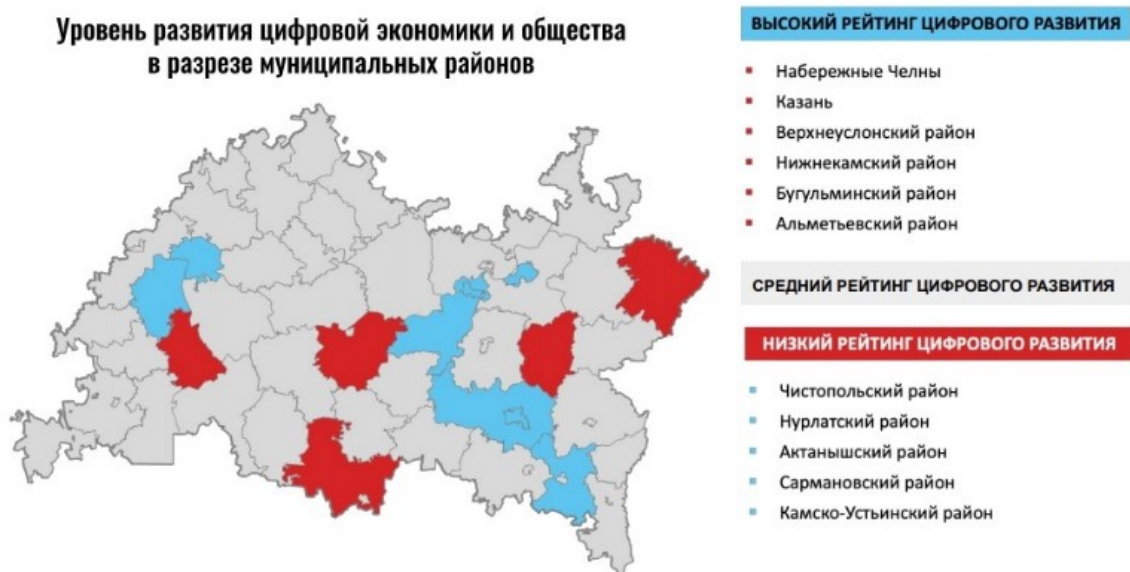 Уровень развития цифровой экономики и общества
в разрезе муниципальных районов
ВЫСОКИЙ РЕЙТИНГ ЦИФРОВОГО РАЗВИТИЯ
Набережные Челны
Казань
Верхнеуслонский район
Нижнекамский район
Бугульминский район
Альметьевский район
СРЕДНИЙ РЕЙТИНГ ЦИФРОВОГО РАЗВИТИЯ
НИЗКИЙ РЕЙТИНГ ЦИФРОВОГО РАЗВИТИЯ
Чистопольский район
Нурлатский район
Актанышский район
Сармановский район
Камско-Устьинский район